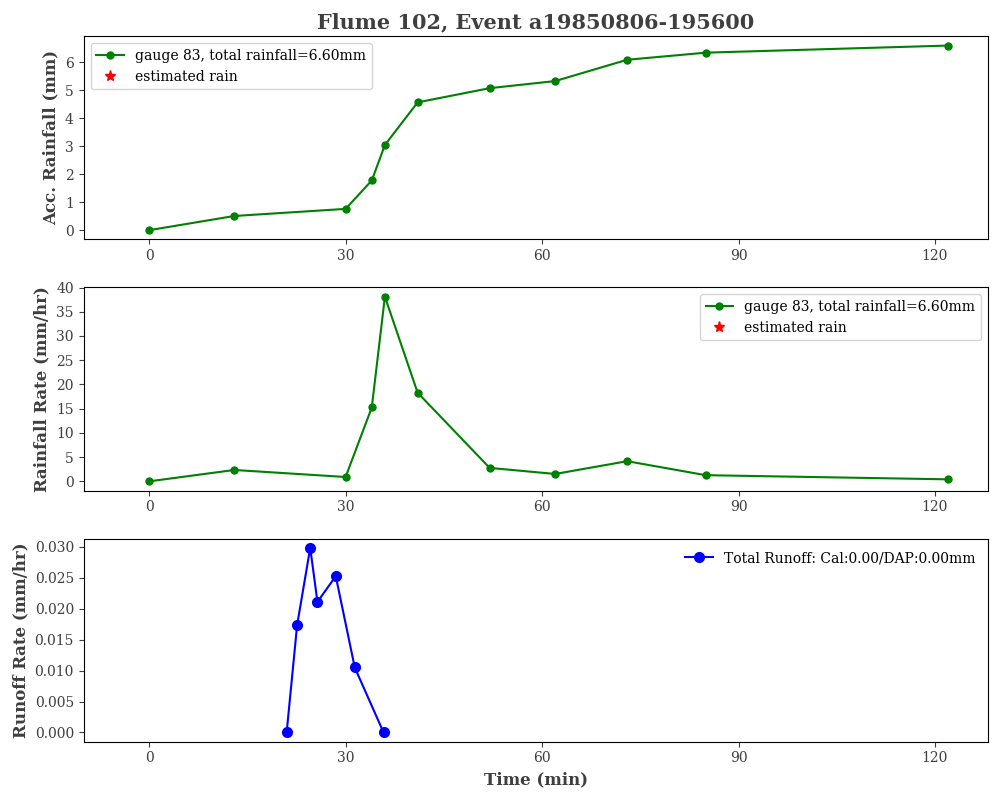 Flume 102, Event a19850806-195600
Acc. Rainfall (mm)
6
5
4
3
2
1
0
gauge 83, total rainfall=6.60mm
estimated rain
0 30 60 90 120
Rainfall Rate (mm/hr)
40
35
30
25
20
15
10
5
0
gauge 83, total rainfall=6.60mm
estimated rain
0 30 60 90 120
Runoff Rate (mm/hr)
0.030
0.025
0.020
0.015
0.010
0.005
0.000
Total Runoff: Cal:0.00/DAP:0.00mm
0 30 60 90 120
Time (min)